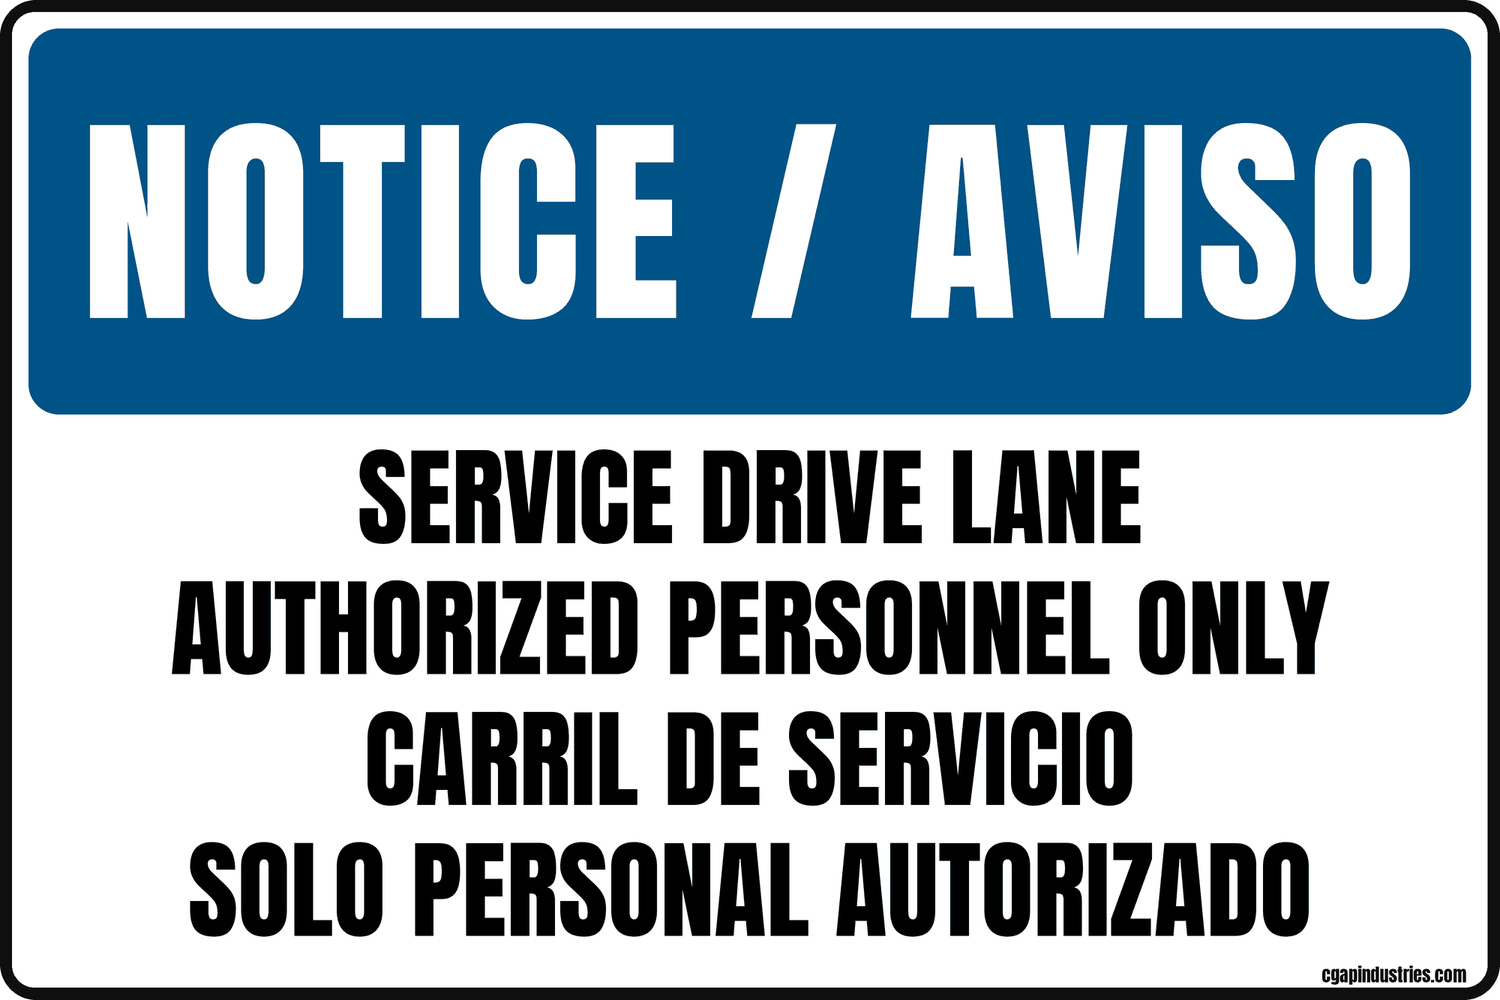 NOTICE / AVISO
SERVICE DRIVE LANE
AUTHORIZED PERSONNEL ONLY
CARRIL DE SERVICIO
SOLO PERSONAL AUTORIZADO
cgapindustries.com